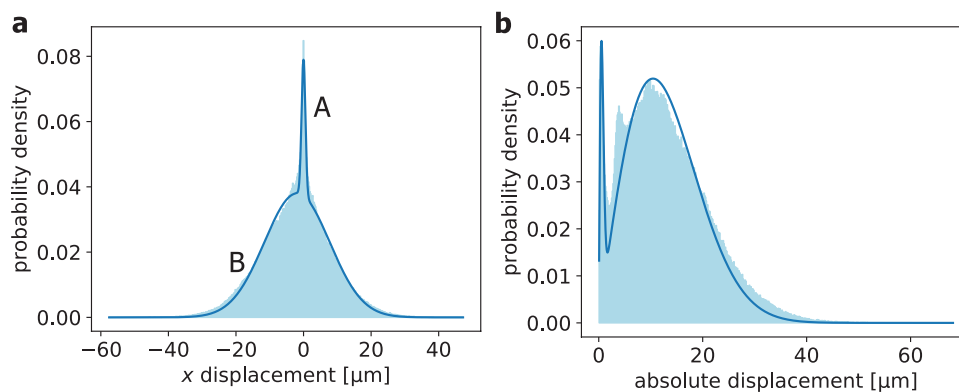 a
probability density
0.08
0.06
0.04
0.02
0.00
A
B
−60 −40 −20 0 20 40
x displacement [µm]
b
probability density
0.06
0.05
0.04
0.03
0.02
0.01
0.00
0 20 40 60
absolute displacement [µm]